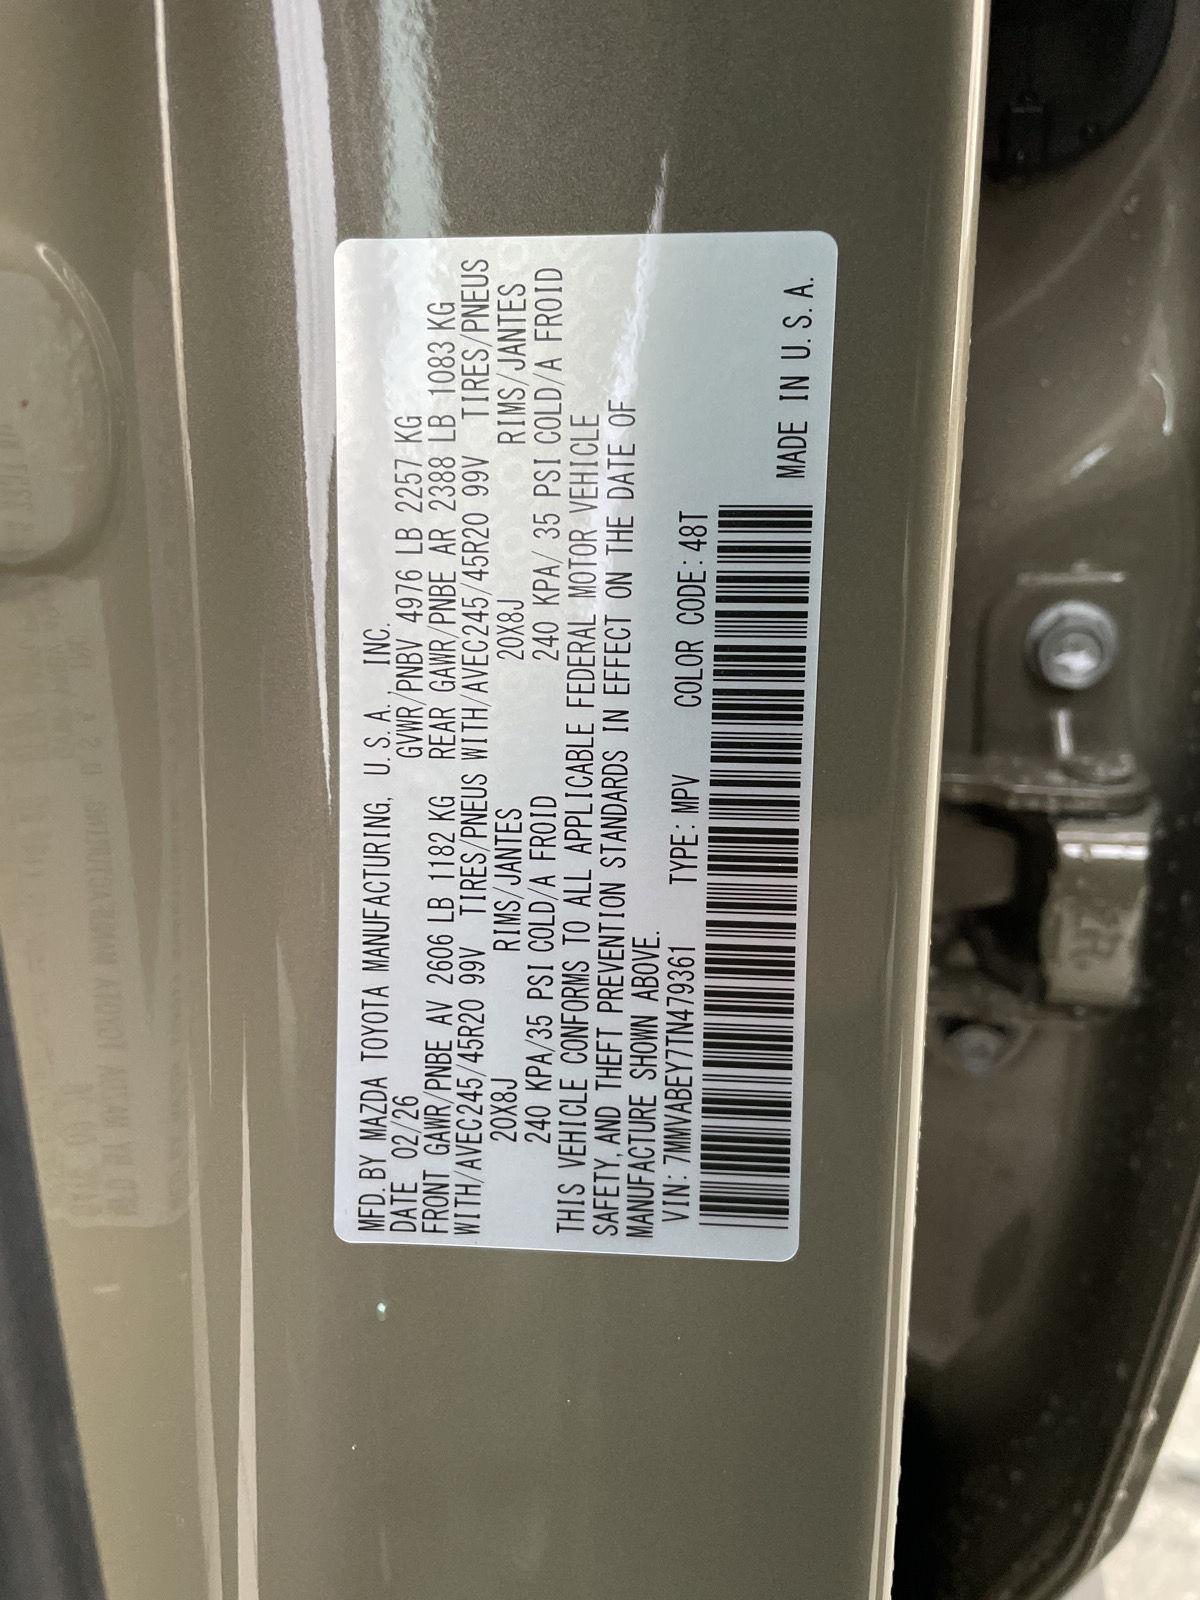 MFD.BY MAZDA TOYOTA MANUFACTURING, U.S.A., INC.
DATE 02/26 GVWR/PNBV 4976 LB 2257 KG
FRONT GAWR/PNBE AV 2606 LB 1182 KG REAR GAWR/PNBE AR 2388 LB 1083 KG
WITH/AVEC245/45R20 99V TIRES/PNEUS WITH/AVEC245/45R20 99V TIRES/PNEUS
20X8J RIMS/JANTES 20X8J RIMS/JANTES
240 KPA/35 PSI COLD/A FROID 240 KPA/ 35 PSI COLD/A FROID
THIS VEHICLE CONFORMS TO ALL APPLICABLE FEDERAL MOTOR VEHICLE
SAFETY, AND THEFT PREVENTION STANDARDS IN EFFECT ON THE DATE OF
MANUFACTURE SHOWN ABOVE.
VIN: 7MMVABEY7TN479361 TYPE: MPV COLOR CODE: 48T
MADE IN U.S.A.